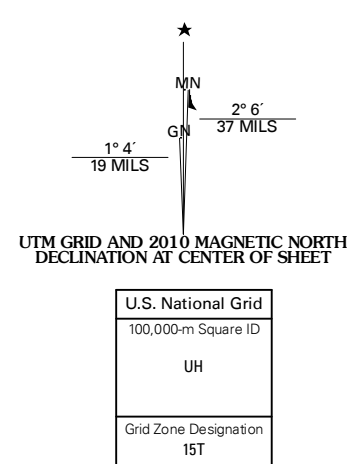 ★
MN
2° 6´
37 MILS
GN
1° 4´
19 MILS
UTM GRID AND 2010 MAGNETIC NORTH
DECLINATION AT CENTER OF SHEET
U.S. National Grid
100,000-m Square ID
UH
Grid Zone Designation
15T